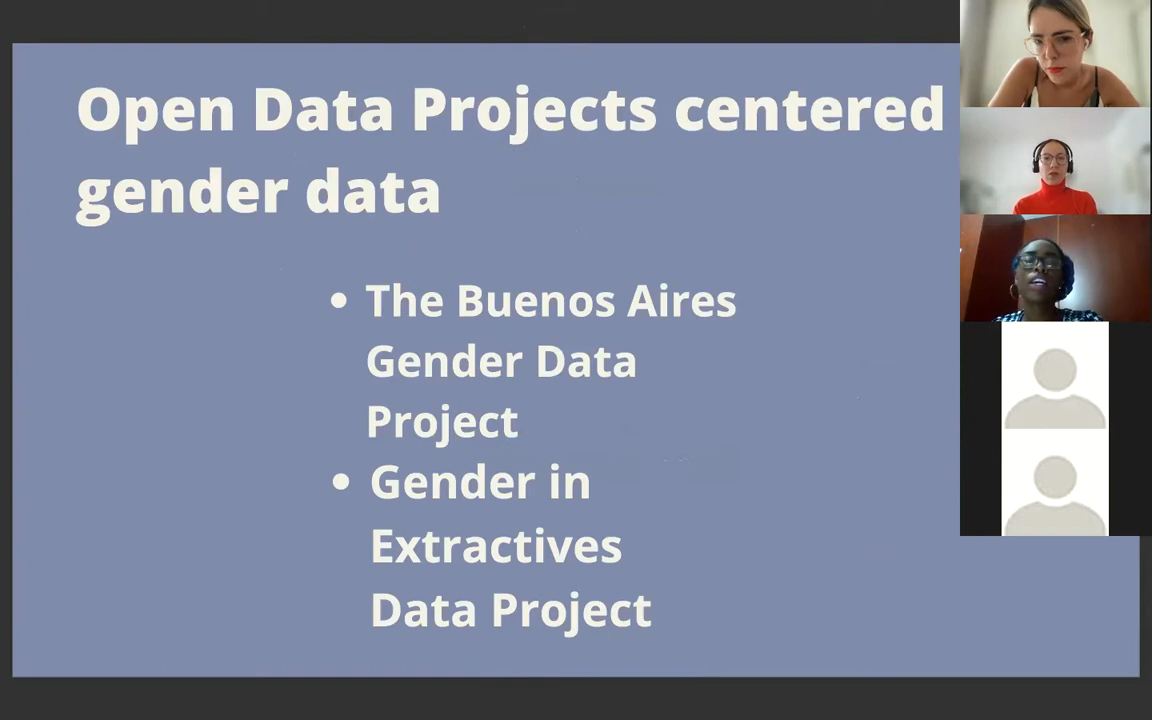 Open Data Projects centered
gender data
• The Buenos Aires
Gender Data
Project
• Gender in
Extractives
Data Project